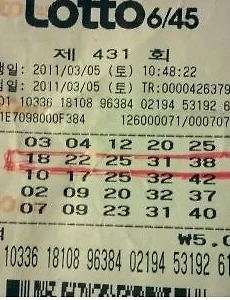 Lotto 6/45
제 431 회
행일 : 2011/03/05 (토) 10:48:22
첨일 : 2011/03/05 (토) TR:0000426379
01 10336 18108 96384 02194 53192 6
1E7098000F384 126000071/0007097
03 04 12 20 25
18 22 25 31 38
10 17 25 32 42
02 09 20 32 37
07 09 23 31 40
₩5,0
10336 18108 96384 02194 53192 61